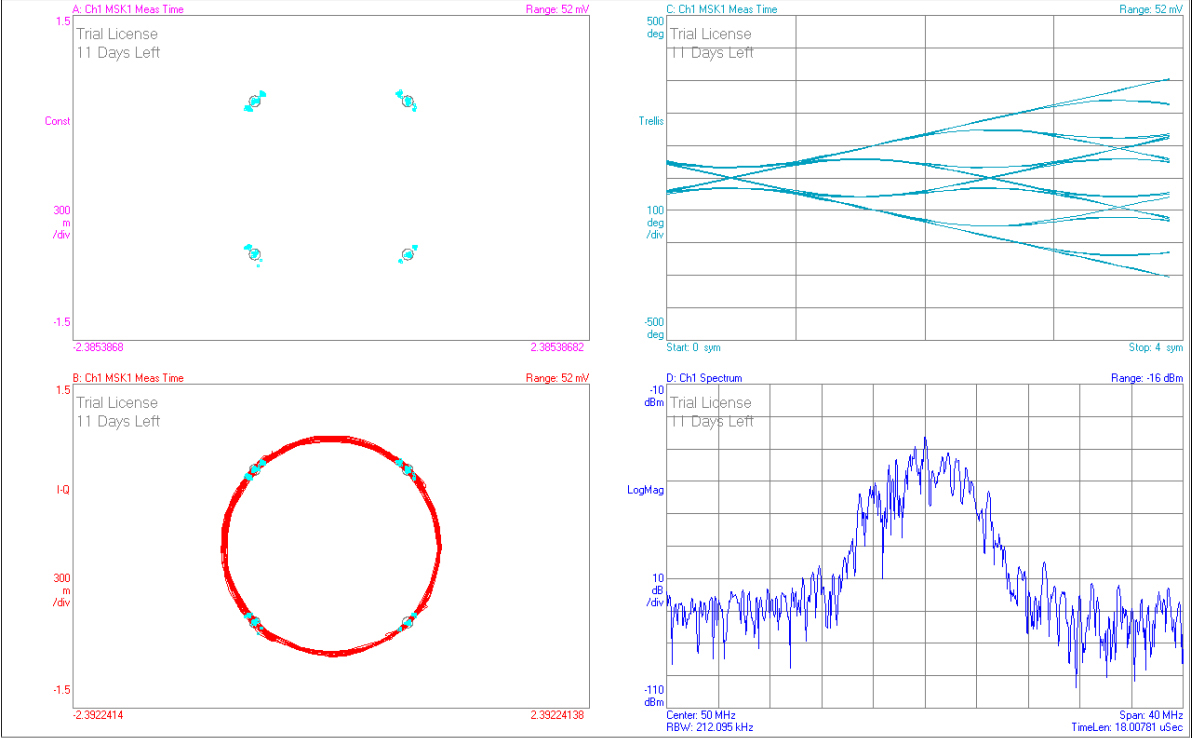 A: Ch1 MSK1 Meas Time
Range: 52 mV
1.5
Trial License
11 Days Left
Const
300
m
/div
-1.5
-2.3853868
2.38538682
C: Ch1 MSK1 Meas Time
Range: 52 mV
500
deg
Trial License
11 Days Left
Trellis
100
deg
/div
-500
deg
Start: 0 sym
Stop: 4 sym
B: Ch1 MSK1 Meas Time
Range: 52 mV
1.5
Trial License
11 Days Left
I-Q
300
m
/div
-1.5
-2.3922414
2.39224138
D: Ch1 Spectrum
Range: -16 dBm
-10
dBm
Trial License
11 Days Left
LogMag
10
dB
/div
-110
dBm
Center: 50 MHz
Span: 40 MHz
RBW: 212.095 kHz
TimeLen: 18.00781 uSec